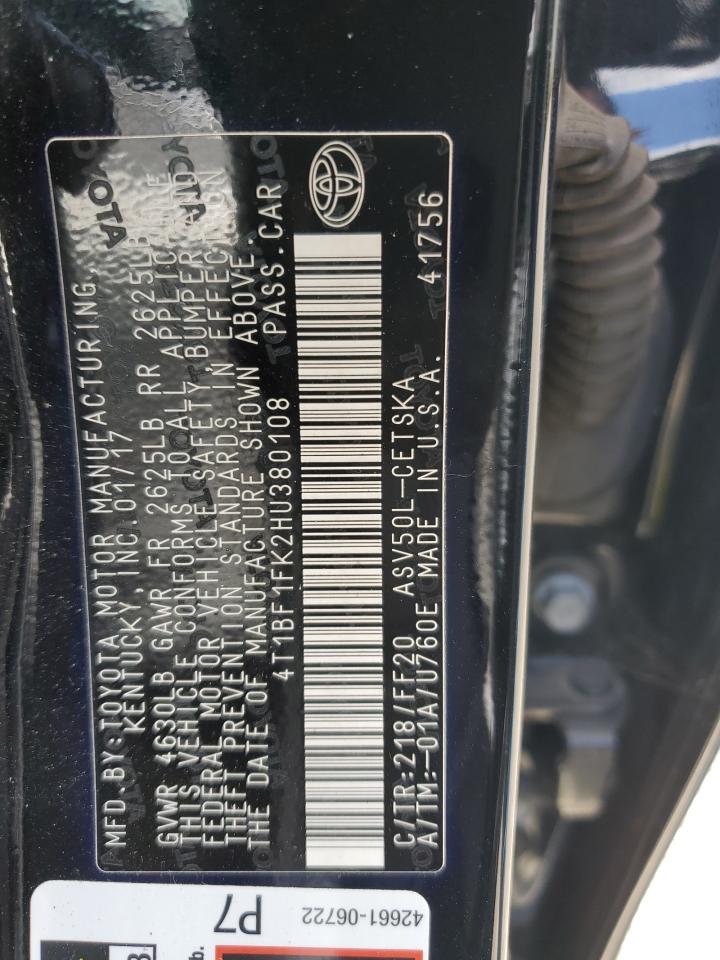 MFD.BY:TOYOTA MOTOR MANUFACTURING,
KENTUCKY, INC.01/17
GVWR 4630LB GAWR FR 2625LB RR 2625LB
THIS VEHICLE CONFORMS TO ALL APPLICABLE
FEDERAL MOTOR VEHICLE SAFETY, BUMPER, AND
THEFT PREVENTION STANDARDS IN EFFECT ON
THE DATE OF MANUFACTURE SHOWN ABOVE.
4T1BF1FK2HU380108 PASS.CAR
C/TR:218/FF20 ASV50L-CETSKA 41756
A/TM:-01A/U760E MADE IN U.S.A.
42661-06722
P7